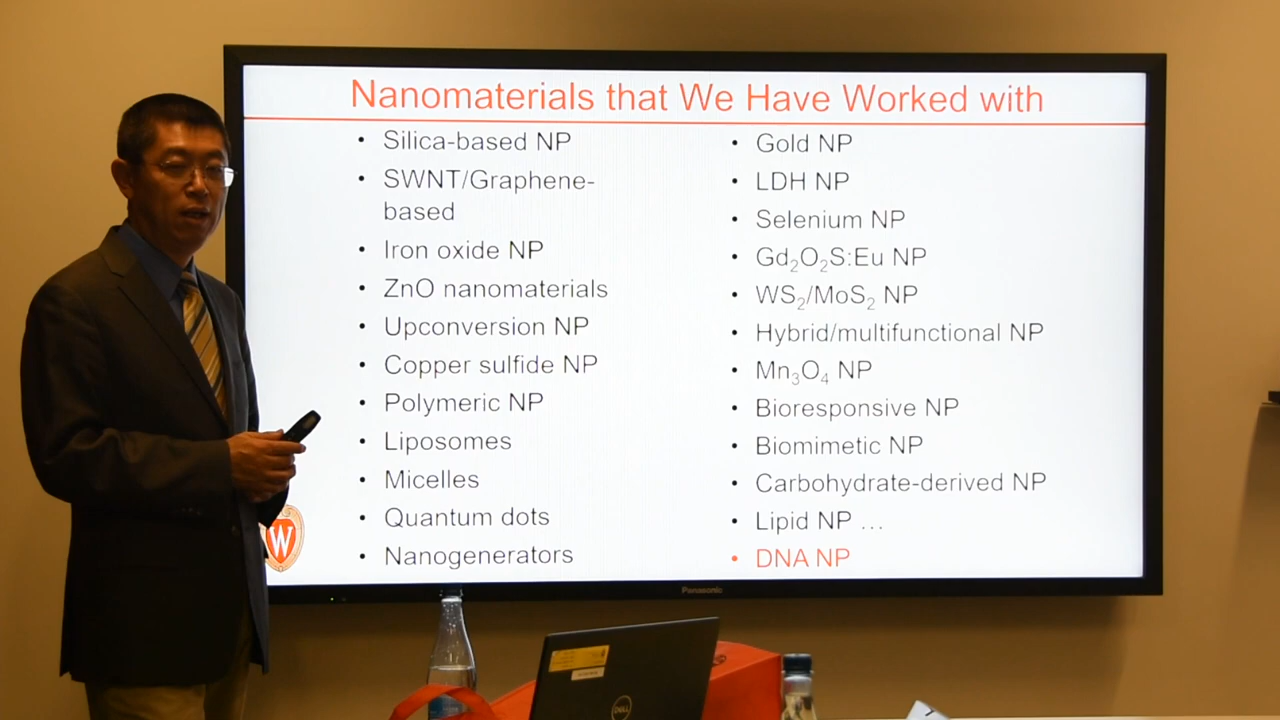 Nanomaterials that We Have Worked with
• Silica-based NP
• SWNT/Graphene-
based
• Iron oxide NP
• ZnO nanomaterials
• Upconversion NP
• Copper sulfide NP
• Polymeric NP
• Liposomes
• Micelles
• Quantum dots
• Nanogenerators
• Gold NP
• LDH NP
• Selenium NP
• Gd₂O₂S:Eu NP
• WS₂/MoS₂ NP
• Hybrid/multifunctional NP
• Mn₃O₄ NP
• Bioresponsive NP
• Biomimetic NP
• Carbohydrate-derived NP
• Lipid NP …
• DNA NP
W
Panasonic
DELL